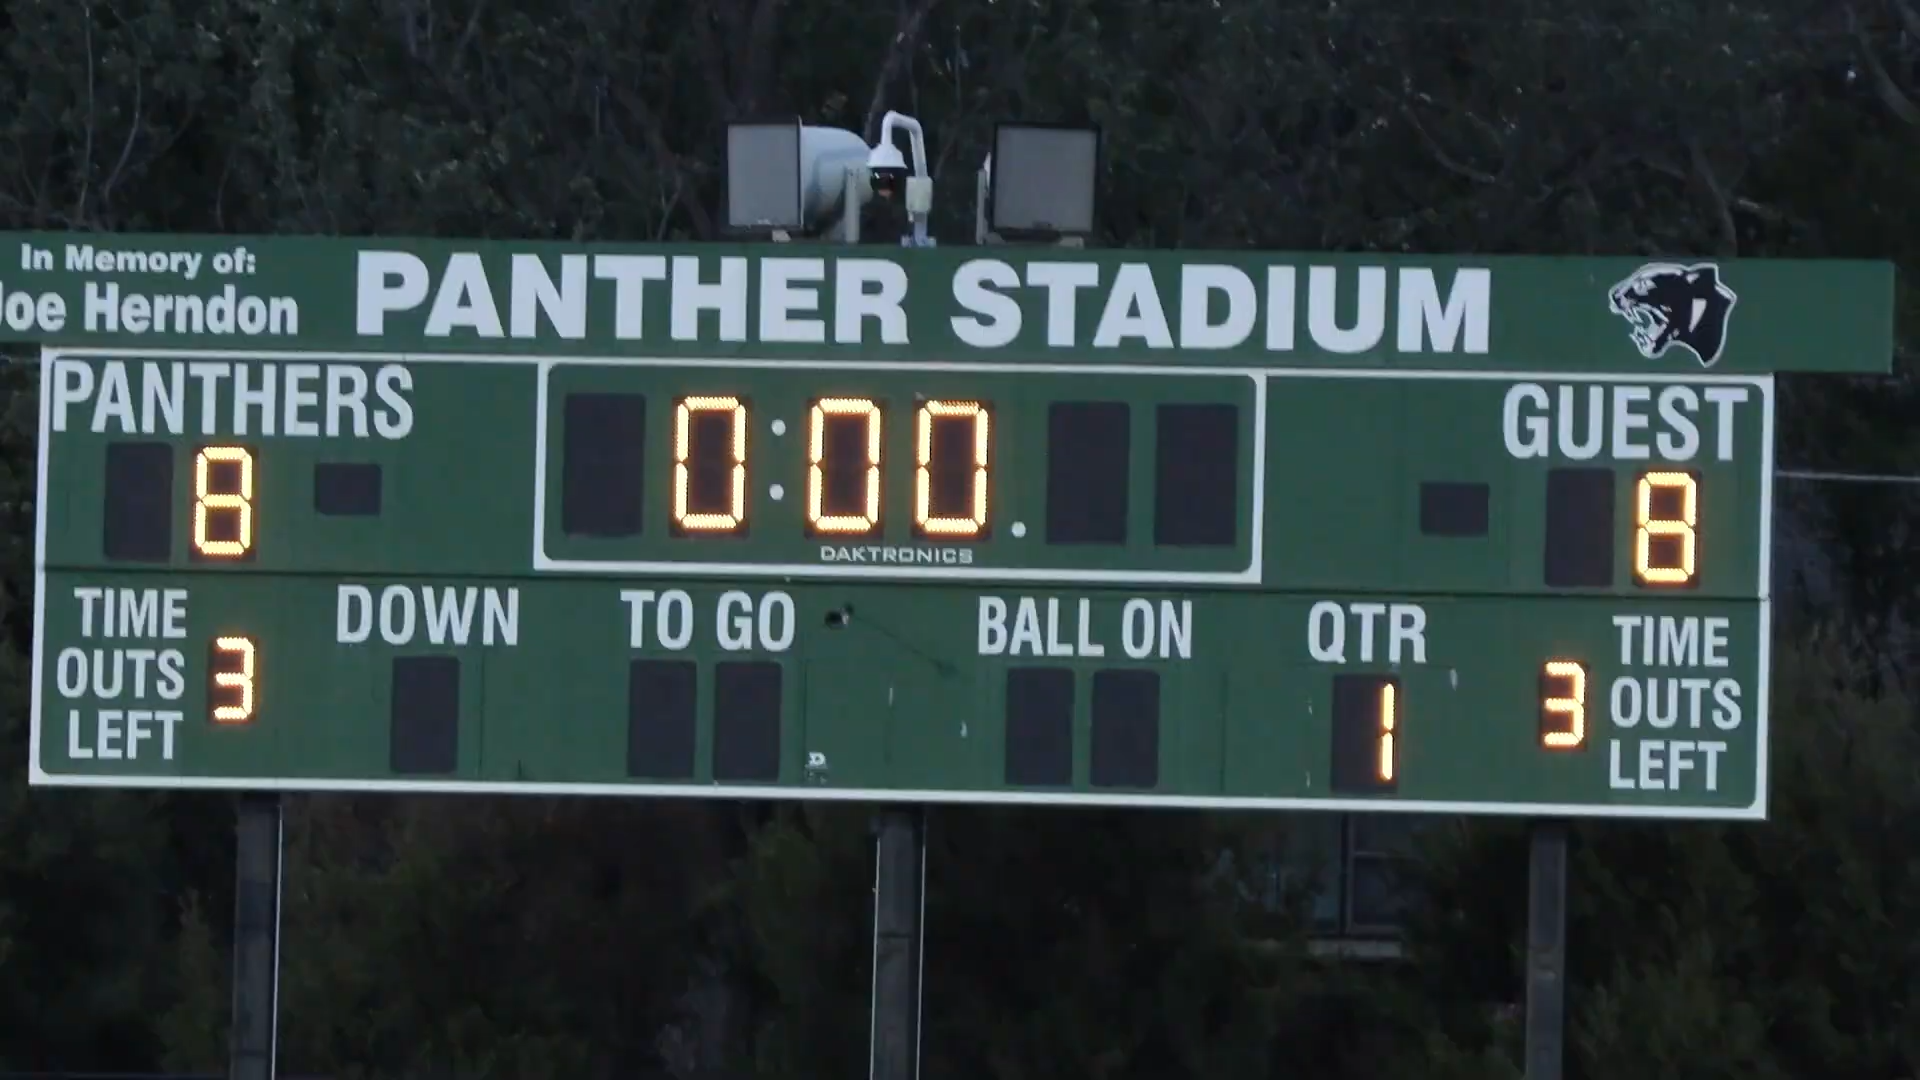 In Memory of:
Joe Herndon
PANTHER STADIUM
PANTHERS
GUEST
8
0:00.
8
DAKTRONICS
TIME
OUTS
LEFT
3
DOWN
TO GO
BALL ON
QTR
1
3
TIME
OUTS
LEFT